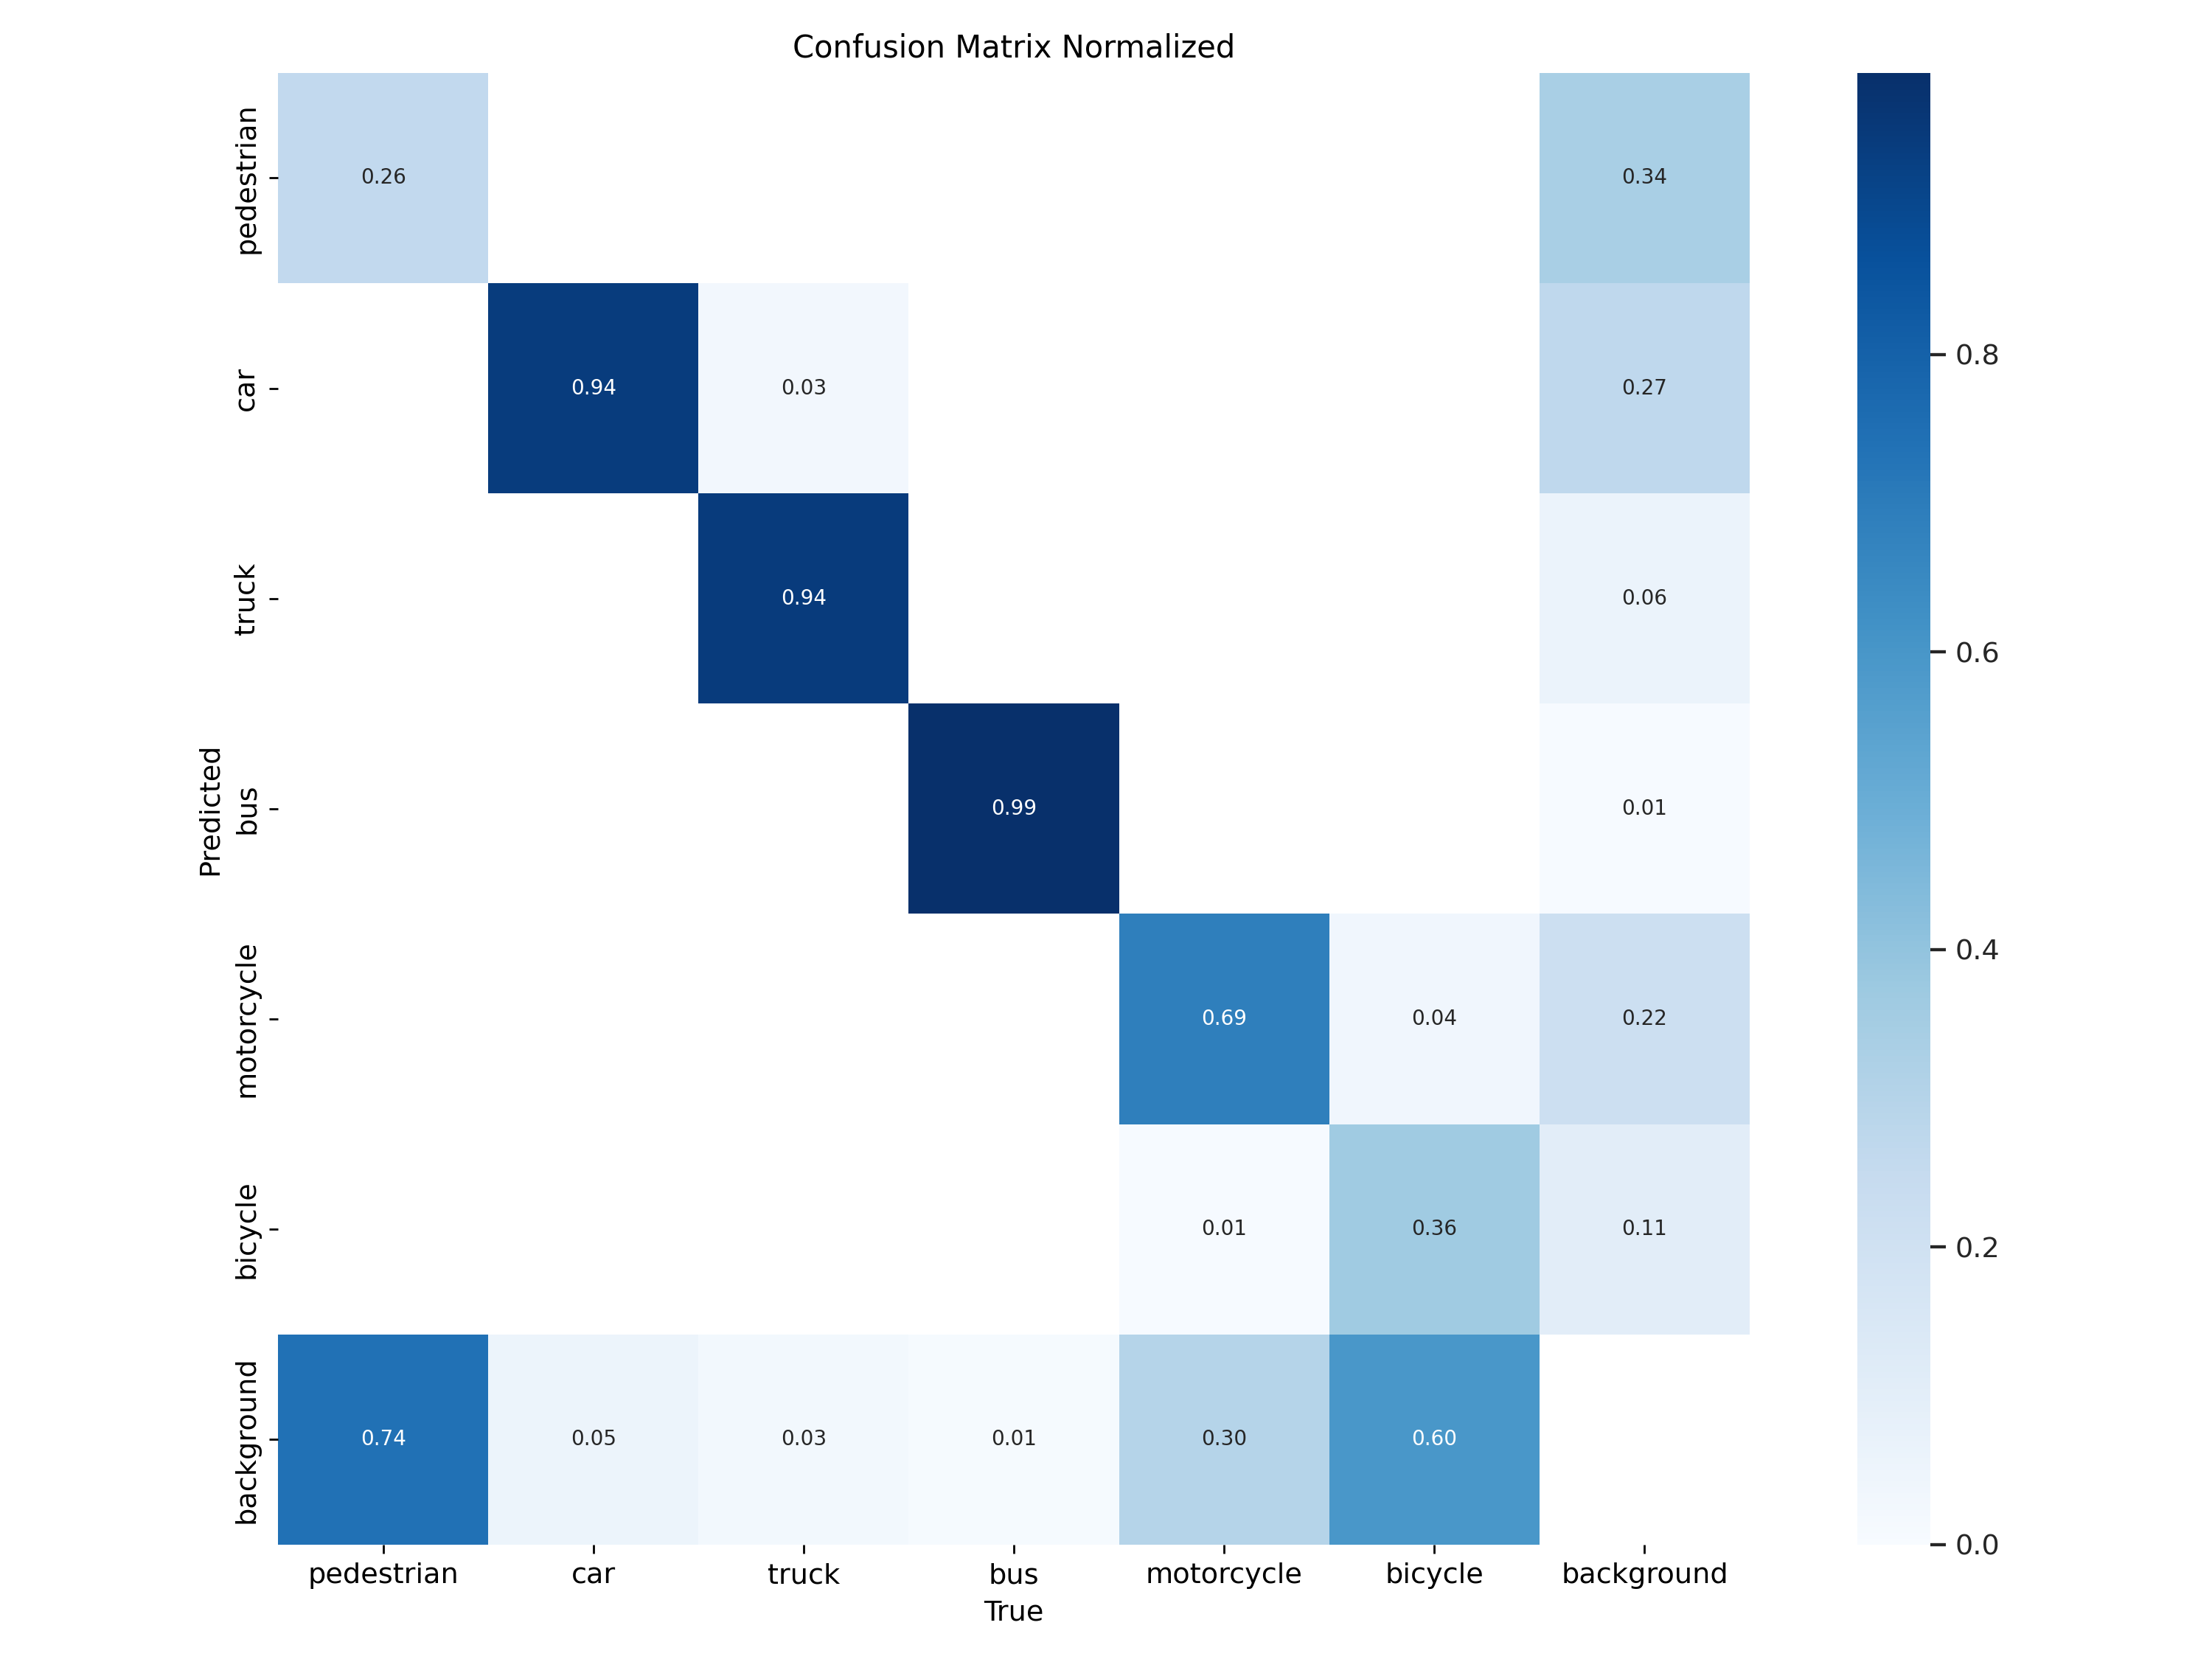 Confusion Matrix Normalized
pedestrian
0.26
0.34
car
0.94
0.03
0.27
0.8
truck
0.94
0.06
0.6
Predicted
bus
0.99
0.01
motorcycle
0.69
0.04
0.22
0.4
bicycle
0.01
0.36
0.11
0.2
background
0.74
0.05
0.03
0.01
0.30
0.60
0.0
pedestrian car truck bus motorcycle bicycle background
True